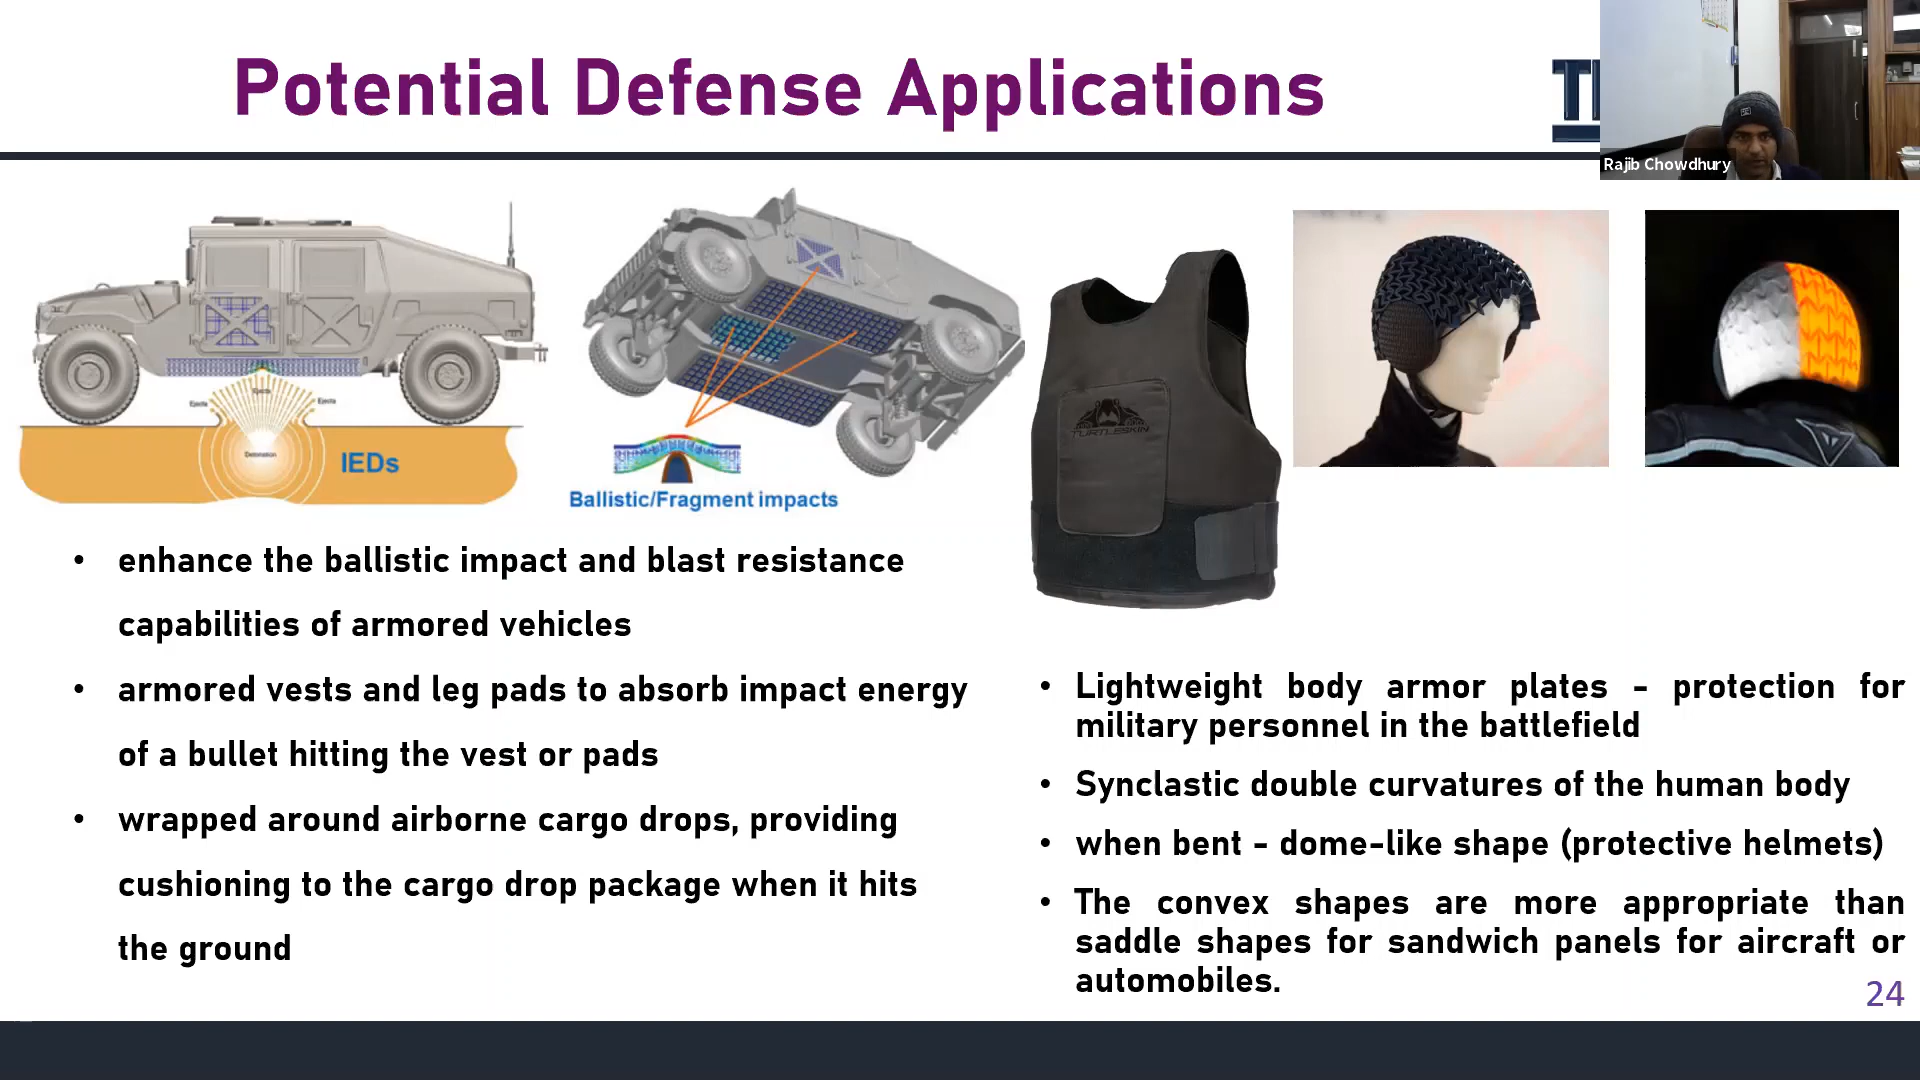 Potential Defense Applications
Rajib Chowdhury
Ejecta
Ejecta
Ejecta
Detonation
IEDs
Ballistic/Fragment impacts
TURTLESKIN
• enhance the ballistic impact and blast resistance
capabilities of armored vehicles
• armored vests and leg pads to absorb impact energy
of a bullet hitting the vest or pads
• wrapped around airborne cargo drops, providing
cushioning to the cargo drop package when it hits
the ground
• Lightweight body armor plates - protection for
military personnel in the battlefield
• Synclastic double curvatures of the human body
• when bent - dome-like shape (protective helmets)
• The convex shapes are more appropriate than
saddle shapes for sandwich panels for aircraft or
automobiles.
24